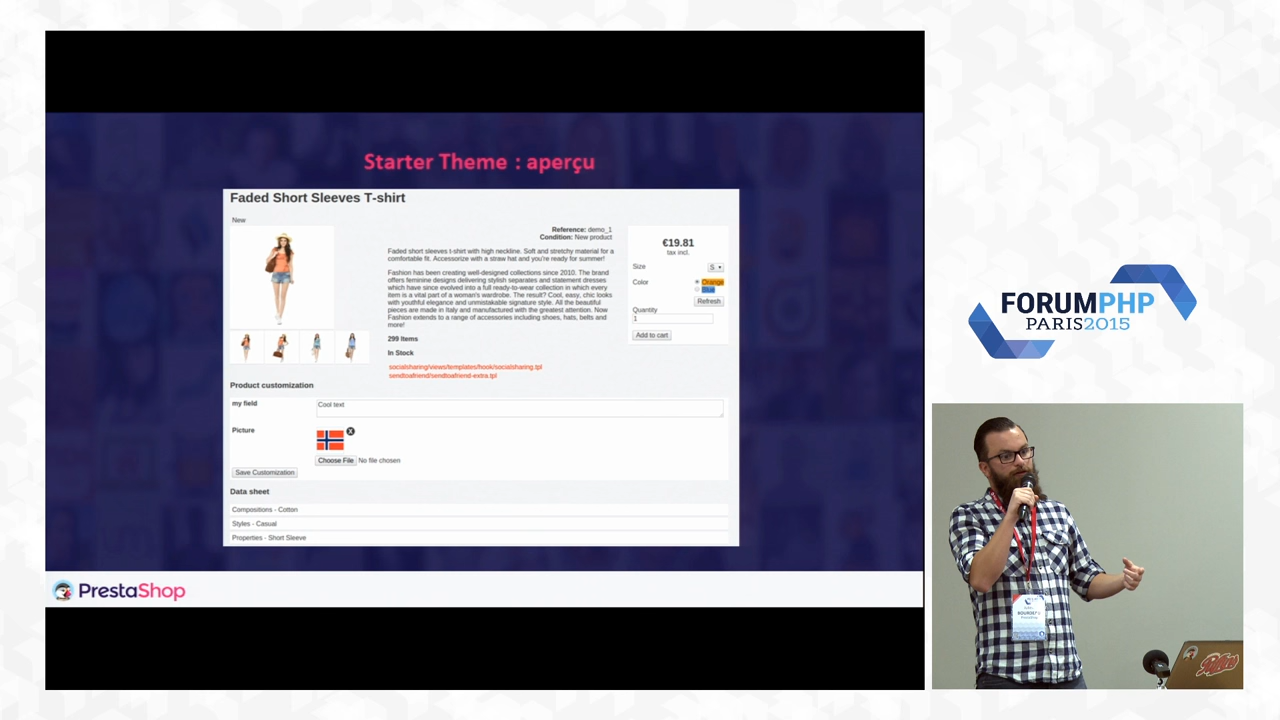 Starter Theme : aperçu
Faded Short Sleeves T-shirt
New
Reference: demo_1
Condition: New product
Faded short sleeves t-shirt with high neckline. Soft and stretchy material for a
comfortable fit. Accessorize with a straw hat and you're ready for summer!
Fashion has been creating well-designed collections since 2010. The brand
offers feminine designs delivering stylish separates and statement dresses
which have since evolved into a full ready-to-wear collection in which every
item is a vital part of a woman's wardrobe. The result? Cool, easy, chic looks
with youthful elegance and unmistakable signature style. All the beautiful
pieces are made in Italy and manufactured with the greatest attention. Now
Fashion extends to a range of accessories including shoes, hats, belts and
more!
299 Items
In Stock
socialsharing/views/templates/hook/socialsharing.tpl
sendtoafriend/sendtoafriend-extra.tpl
€19.81
tax incl.
Size
S
Color
Orange
Blue
Refresh
Quantity
1
Add to cart
Product customization
my field
Cool text
Picture
X
Choose File No file chosen
Save Customization
Data sheet
Compositions - Cotton
Styles - Casual
Properties - Short Sleeve
PrestaShop
FORUMPHP
PARIS2015